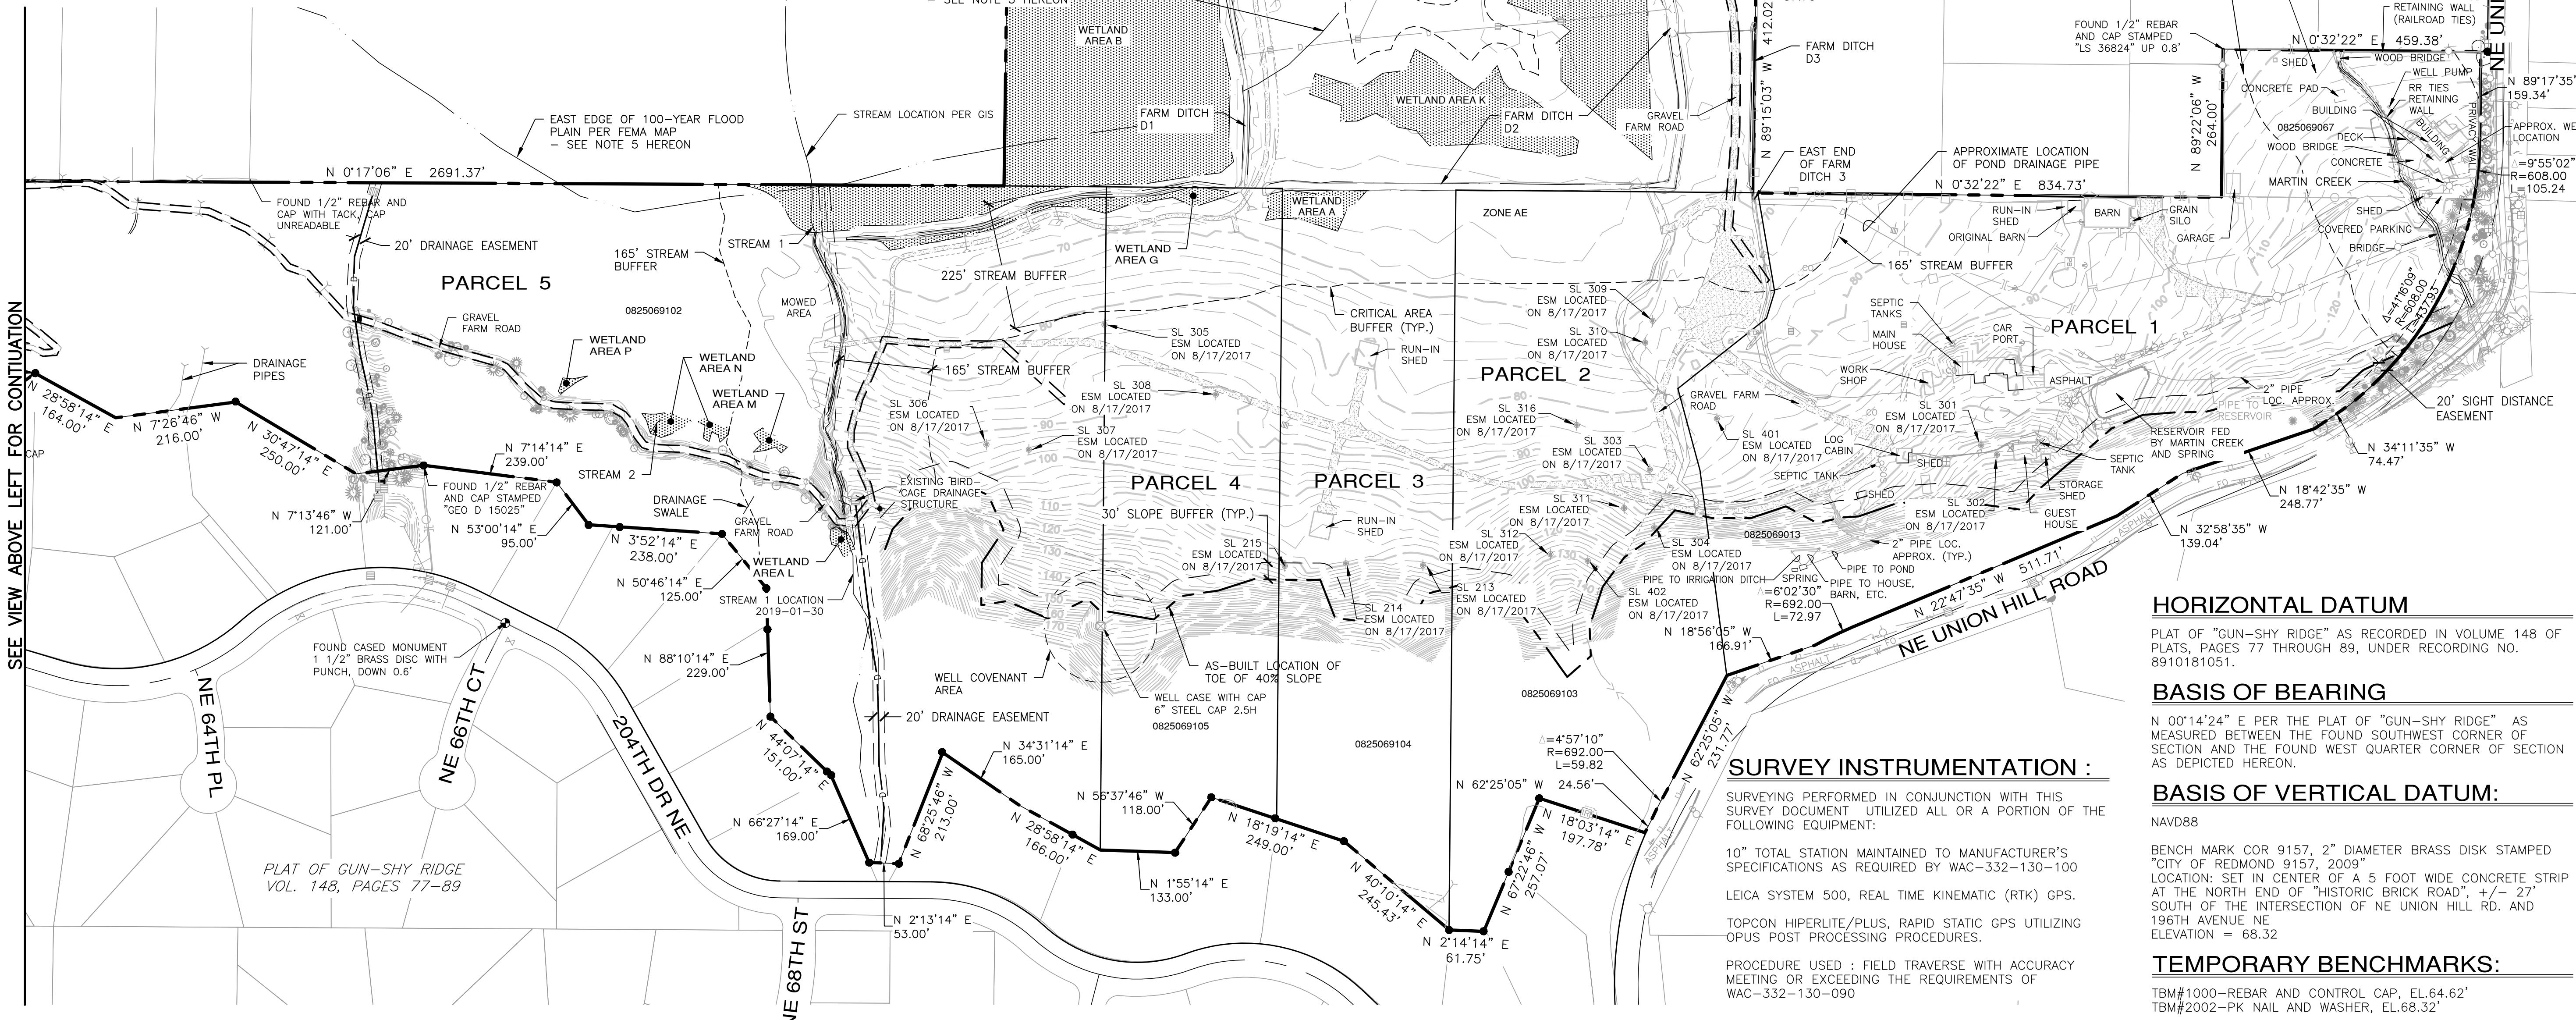 SEE NOTE 5 HEREON
WETLAND
AREA B
EAST EDGE OF 100-YEAR FLOOD
PLAIN PER FEMA MAP
- SEE NOTE 5 HEREON
STREAM LOCATION PER GIS
FARM DITCH
D1
WETLAND AREA K
FARM DITCH
D2
GRAVEL
FARM ROAD
N 89°15'03" W 412.02
FARM DITCH
D3
EAST END
OF FARM
DITCH 3
APPROXIMATE LOCATION
OF POND DRAINAGE PIPE
FOUND 1/2" REBAR
AND CAP STAMPED
"LS 36824" UP 0.8'
N 0°32'22" E 459.38'
RETAINING WALL
(RAILROAD TIES)
NE UNI
N 89°22'06" W
264.00'
SHED
WOOD BRIDGE
WELL PUMP
CONCRETE PAD
RR TIES
RETAINING
WALL
BUILDING
0825069067
BUILDING
DECK
WOOD BRIDGE
CONCRETE
MARTIN CREEK
PRIVACY WALL
N 89°17'35"
159.34'
APPROX. WE
LOCATION
Δ=9°55'02"
R=608.00
L=105.24
SHED
COVERED PARKING
BRIDGE
N 0°17'06" E 2691.37'
N 0°32'22" E 834.73'
FOUND 1/2" REBAR AND
CAP WITH TACK, CAP
UNREADABLE
20' DRAINAGE EASEMENT
PARCEL 5
0825069102
165' STREAM
BUFFER
STREAM 1
MOWED
AREA
225' STREAM BUFFER
70
WETLAND
AREA G
WETLAND
AREA A
ZONE AE
RUN-IN
SHED
BARN
GRAIN
SILO
ORIGINAL BARN
GARAGE
165' STREAM BUFFER
110
120
80
90
100
Δ=41°16'09"
R=608.00
L=437.93
SEE VIEW ABOVE LEFT FOR CONTINUATION
GRAVEL
FARM ROAD
DRAINAGE
PIPES
WETLAND
AREA P
WETLAND
AREA N
WETLAND
AREA M
80
SL 305
ESM LOCATED
ON 8/17/2017
165' STREAM BUFFER
CRITICAL AREA
BUFFER (TYP.)
RUN-IN
SHED
SL 309
ESM LOCATED
ON 8/17/2017
SL 310
ESM LOCATED
ON 8/17/2017
PARCEL 2
SEPTIC
TANKS
MAIN
HOUSE
CAR
PORT
PARCEL 1
WORK
SHOP
ASPHALT
2" PIPE
LOC. APPROX.
PIPE TO
RESERVOIR
20' SIGHT DISTANCE
EASEMENT
RESERVOIR FED
BY MARTIN CREEK
AND SPRING
N 34°11'35" W
74.47'
N 28°58'14" E
164.00'
N 7°26'46" W
216.00'
N 30°47'14" E
250.00'
CAP
SL 306
ESM LOCATED
ON 8/17/2017
SL 307
ESM LOCATED
ON 8/17/2017
SL 308
ESM LOCATED
ON 8/17/2017
90
100
SL 316
ESM LOCATED
ON 8/17/2017
80
90
SL 303
ESM LOCATED
ON 8/17/2017
GRAVEL FARM
ROAD
SL 401
ESM LOCATED
ON 8/17/2017
LOG
CABIN
SL 301
ESM LOCATED
ON 8/17/2017
SHED
SEPTIC TANK
SEPTIC
TANK
SHED
STORAGE
SHED
GUEST
HOUSE
N 18°42'35" W
248.77'
N 7°14'14" E
239.00'
STREAM 2
FOUND 1/2" REBAR
AND CAP STAMPED
"GEO D 15025"
N 7°13'46" W
121.00'
N 53°00'14" E
95.00'
DRAINAGE
SWALE
GRAVEL
FARM ROAD
EXISTING BIRD-
CAGE DRAINAGE
STRUCTURE
PARCEL 4
PARCEL 3
30' SLOPE BUFFER (TYP.)
110
120
130
140
150
160
170
RUN-IN
SHED
100
SL 311
ESM LOCATED
ON 8/17/2017
SL 312
ESM LOCATED
ON 8/17/2017
130
SL 302
ESM LOCATED
ON 8/17/2017
0825069013
2" PIPE LOC.
APPROX. (TYP.)
N 32°58'35" W
139.04'
N 3°52'14" E
238.00'
WETLAND
AREA L
N 50°46'14" E
125.00'
STREAM 1 LOCATION
2019-01-30
SL 215
ESM LOCATED
ON 8/17/2017
SL 214
ESM LOCATED
ON 8/17/2017
SL 213
ESM LOCATED
ON 8/17/2017
SL 304
ESM LOCATED
ON 8/17/2017
SL 402
ESM LOCATED
ON 8/17/2017
PIPE TO IRRIGATION DITCH
SPRING
PIPE TO POND
PIPE TO HOUSE,
BARN, ETC.
Δ=6°02'30"
R=692.00
L=72.97
N 22°47'35" W 511.71'
ASPHALT
ASPHALT
NE UNION HILL ROAD
FOUND CASED MONUMENT
1 1/2" BRASS DISC WITH
PUNCH, DOWN 0.6'
N 88°10'14" E
229.00'
WELL COVENANT
AREA
AS-BUILT LOCATION OF
TOE OF 40% SLOPE
WELL CASE WITH CAP
6" STEEL CAP 2.5H
0825069105
0825069104
0825069103
N 18°56'05" W
166.91'
N 62°25'05" W
231.77'
NE 64TH PL
NE 66TH CT
204TH DR NE
20' DRAINAGE EASEMENT
N 44°07'14" E
151.00'
N 66°27'14" E
169.00'
N 68°25'46" W
213.00'
N 34°31'14" E
165.00'
N 28°58'14" E
166.00'
N 56°37'46" W
118.00'
N 18°19'14" E
249.00'
N 1°55'14" E
133.00'
N 40°10'14" E
245.43'
N 67°22'46" W
257.07'
N 62°25'05" W 24.56'
Δ=4°57'10"
R=692.00
L=59.82
N 18°03'14" E
197.78'
ASPHALT
N 2°14'14" E
61.75'
N 2°13'14" E
53.00'
NE 68TH ST
PLAT OF GUN-SHY RIDGE
VOL. 148, PAGES 77-89
SURVEY INSTRUMENTATION :
SURVEYING PERFORMED IN CONJUNCTION WITH THIS
SURVEY DOCUMENT UTILIZED ALL OR A PORTION OF THE
FOLLOWING EQUIPMENT:
10" TOTAL STATION MAINTAINED TO MANUFACTURER'S
SPECIFICATIONS AS REQUIRED BY WAC-332-130-100
LEICA SYSTEM 500, REAL TIME KINEMATIC (RTK) GPS.
TOPCON HIPERLITE/PLUS, RAPID STATIC GPS UTILIZING
OPUS POST PROCESSING PROCEDURES.
PROCEDURE USED : FIELD TRAVERSE WITH ACCURACY
MEETING OR EXCEEDING THE REQUIREMENTS OF
WAC-332-130-090
HORIZONTAL DATUM
PLAT OF "GUN-SHY RIDGE" AS RECORDED IN VOLUME 148 OF
PLATS, PAGES 77 THROUGH 89, UNDER RECORDING NO.
8910181051.
BASIS OF BEARING
N 00°14'24" E PER THE PLAT OF "GUN-SHY RIDGE" AS
MEASURED BETWEEN THE FOUND SOUTHWEST CORNER OF
SECTION AND THE FOUND WEST QUARTER CORNER OF SECTION
AS DEPICTED HEREON.
BASIS OF VERTICAL DATUM:
NAVD88
BENCH MARK COR 9157, 2" DIAMETER BRASS DISK STAMPED
"CITY OF REDMOND 9157, 2009"
LOCATION: SET IN CENTER OF A 5 FOOT WIDE CONCRETE STRIP
AT THE NORTH END OF "HISTORIC BRICK ROAD", +/- 27'
SOUTH OF THE INTERSECTION OF NE UNION HILL RD. AND
196TH AVENUE NE
ELEVATION = 68.32
TEMPORARY BENCHMARKS:
TBM#1000-REBAR AND CONTROL CAP, EL.64.62'
TBM#2002-PK NAIL AND WASHER, EL.68.32'